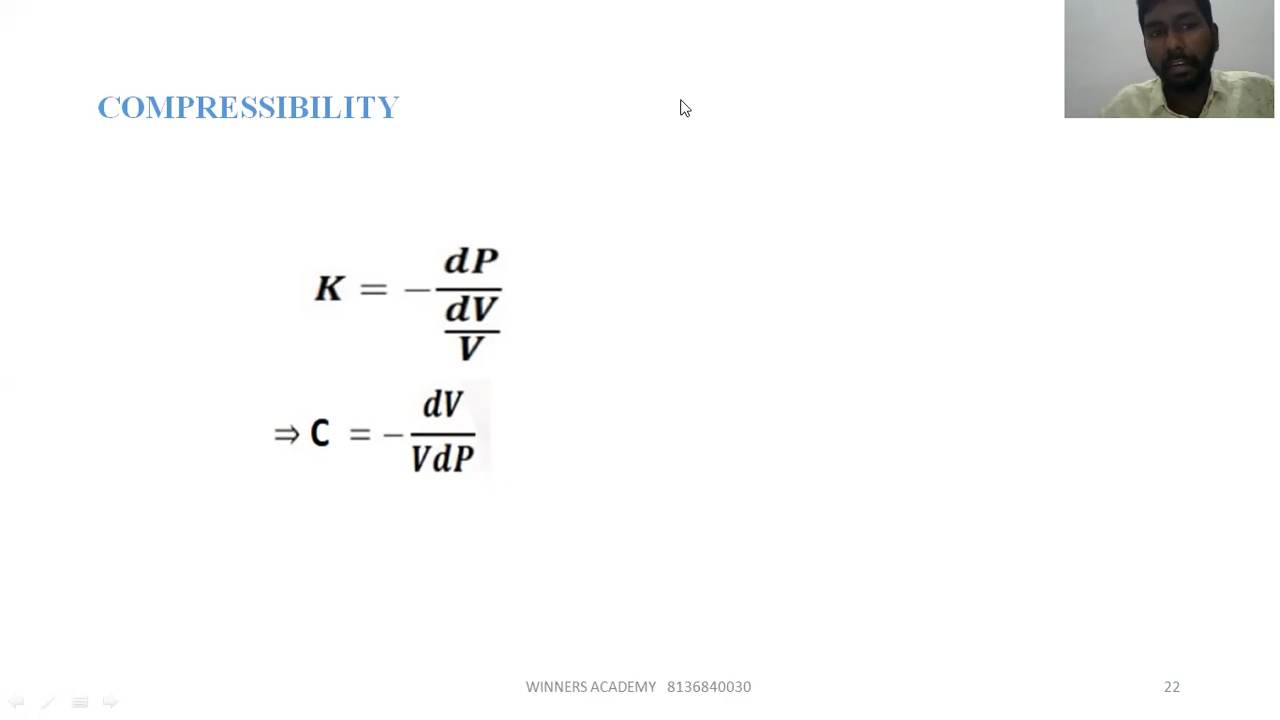 COMPRESSIBILITY
K = - dP / (dV / V)
⇒ C = - dV / VdP
WINNERS ACADEMY 8136840030
22